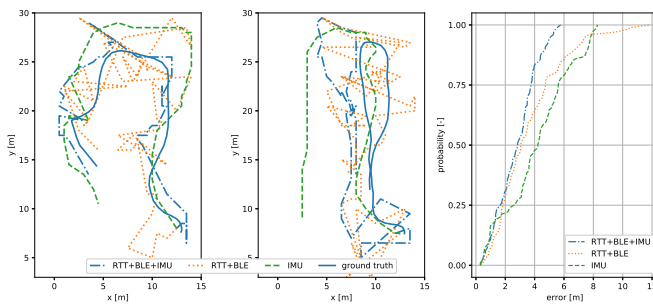 30
25
20
15
10
5
y [m]
0
5
10
15
x [m]
30
25
20
15
10
5
y [m]
0
5
10
15
x [m]
RTT+BLE+IMU
RTT+BLE
IMU
ground truth
1.00
0.75
0.50
0.25
0.00
probability [-]
RTT+BLE+IMU
RTT+BLE
IMU
0
2
4
6
8
10
12
error [m]